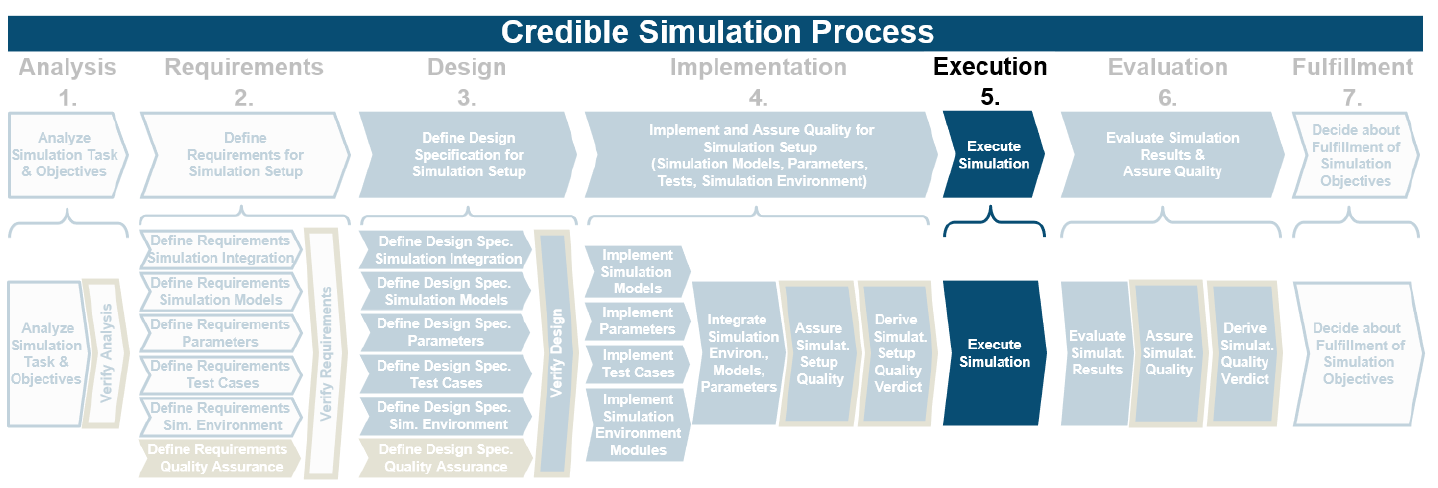 Credible Simulation Process
Analysis
1.
Requirements
2.
Design
3.
Implementation
4.
Execution
5.
Evaluation
6.
Fulfillment
7.
Analyze
Simulation Task
& Objectives
Define
Requirements for
Simulation Setup
Define Design
Specification for
Simulation Setup
Implement and Assure Quality for
Simulation Setup
(Simulation Models, Parameters,
Tests, Simulation Environment)
Execute
Simulation
Evaluate Simulation
Results &
Assure Quality
Decide about
Fulfillment of
Simulation
Objectives
Analyze
Simulation
Task &
Objectives
Verify Analysis
Define Requirements
Simulation Integration
Define Requirements
Simulation Models
Define Requirements
Parameters
Define Requirements
Test Cases
Define Requirements
Sim. Environment
Define Requirements
Quality Assurance
Verify Requirements
Define Design Spec.
Simulation Integration
Define Design Spec.
Simulation Models
Define Design Spec.
Parameters
Define Design Spec.
Test Cases
Define Design Spec.
Sim. Environment
Define Design Spec.
Quality Assurance
Verify Design
Implement
Simulation
Models
Implement
Parameters
Implement
Test Cases
Implement
Simulation
Environment
Modules
Integrate
Simulation
Environ.,
Models,
Parameters
Assure
Simulat.
Setup
Quality
Derive
Simulat.
Setup
Quality
Verdict
Execute
Simulation
Evaluate
Simulat.
Results
Assure
Simulat.
Quality
Derive
Simulat.
Quality
Verdict
Decide about
Fulfillment of
Simulation
Objectives